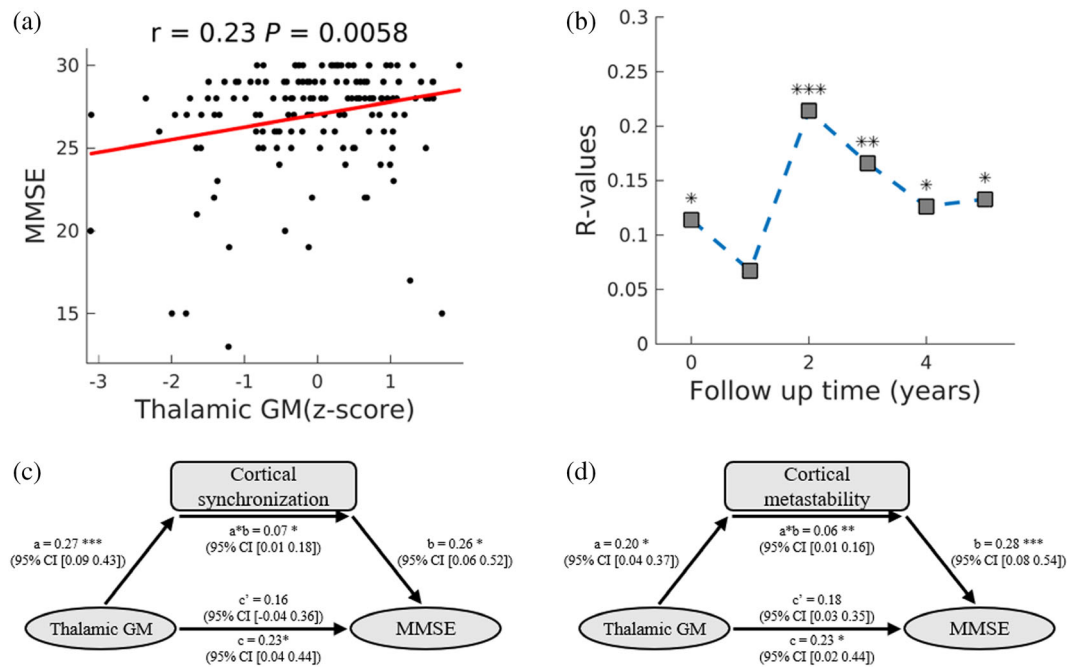 (a)
r = 0.23 P = 0.0058
30
25
20
15
MMSE
-3 -2 -1 0 1
Thalamic GM(z-score)
(b)
0.3
0.25
0.2
0.15
0.1
0.05
0
R-values
* *** ** * *
0 2 4
Follow up time (years)
(c)
Cortical
synchronization
a = 0.27 ***
(95% CI [0.09 0.43])
a*b = 0.07 *
(95% CI [0.01 0.18])
b = 0.26 *
(95% CI [0.06 0.52])
Thalamic GM
c’ = 0.16
(95% CI [-0.04 0.36])
c = 0.23*
(95% CI [0.04 0.44])
MMSE
(d)
Cortical
metastability
a = 0.20 *
(95% CI [0.04 0.37])
a*b = 0.06 **
(95% CI [0.01 0.16])
b = 0.28 ***
(95% CI [0.08 0.54])
Thalamic GM
c’ = 0.18
(95% CI [0.03 0.35])
c = 0.23 *
(95% CI [0.02 0.44])
MMSE